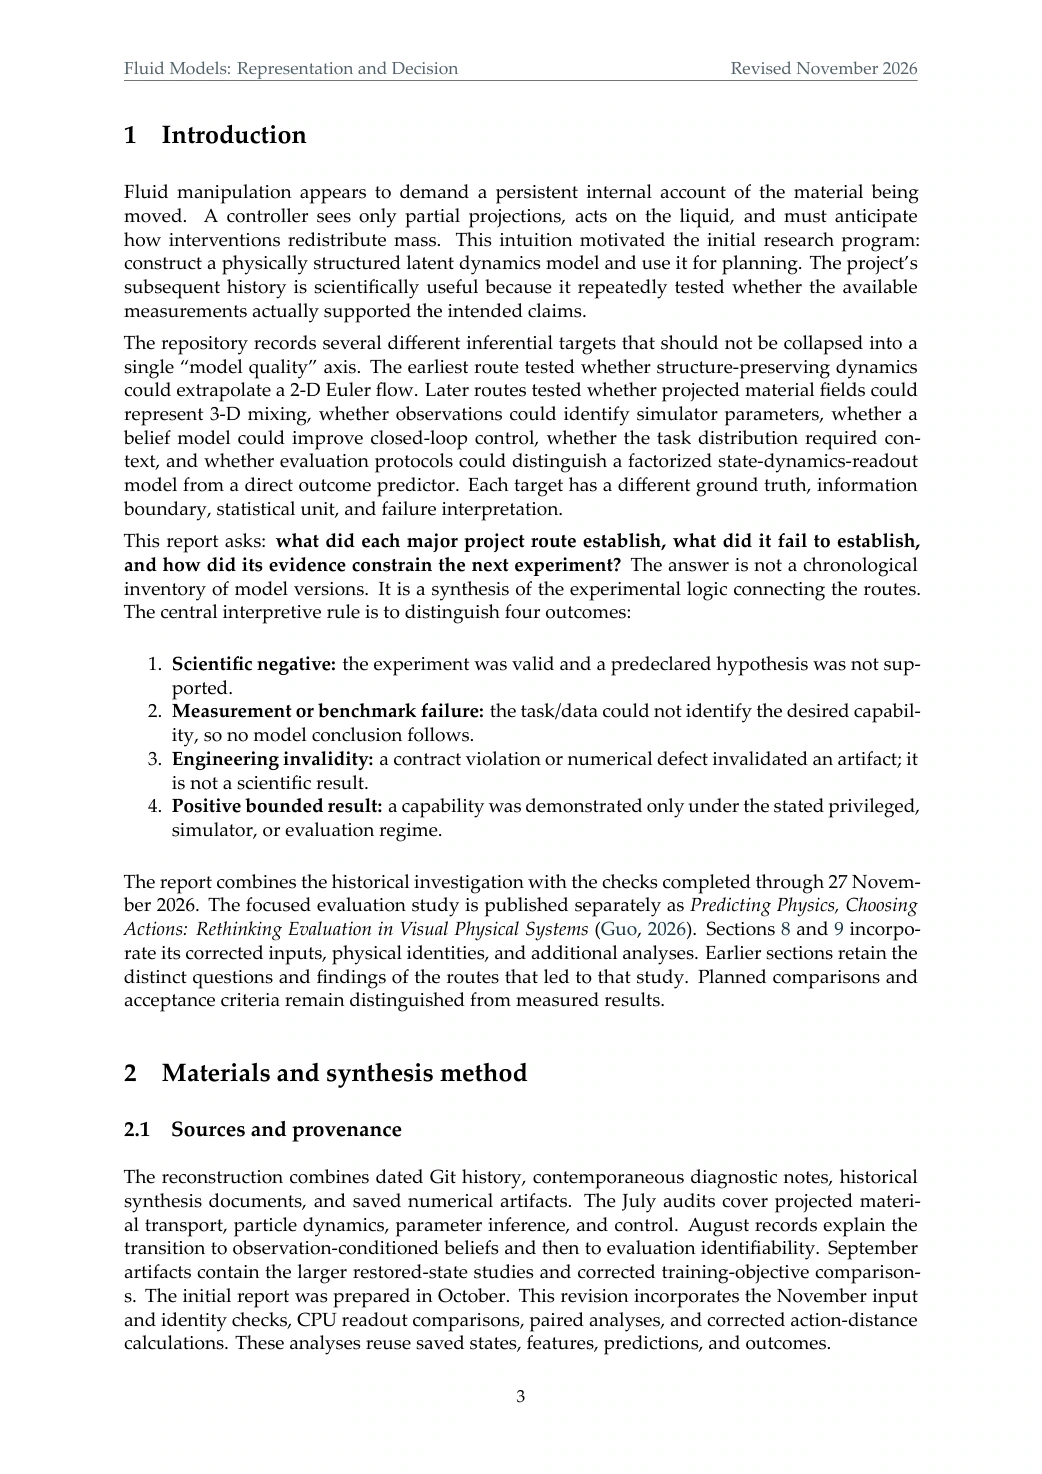 Fluid Models: Representation and Decision Revised November 2026
1 Introduction
Fluid manipulation appears to demand a persistent internal account of the material being
moved. A controller sees only partial projections, acts on the liquid, and must anticipate
how interventions redistribute mass. This intuition motivated the initial research program:
construct a physically structured latent dynamics model and use it for planning. The project’s
subsequent history is scientifically useful because it repeatedly tested whether the available
measurements actually supported the intended claims.
The repository records several different inferential targets that should not be collapsed into a
single “model quality” axis. The earliest route tested whether structure-preserving dynamics
could extrapolate a 2-D Euler flow. Later routes tested whether projected material fields could
represent 3-D mixing, whether observations could identify simulator parameters, whether a
belief model could improve closed-loop control, whether the task distribution required con-
text, and whether evaluation protocols could distinguish a factorized state-dynamics-readout
model from a direct outcome predictor. Each target has a different ground truth, information
boundary, statistical unit, and failure interpretation.
This report asks: what did each major project route establish, what did it fail to establish,
and how did its evidence constrain the next experiment? The answer is not a chronological
inventory of model versions. It is a synthesis of the experimental logic connecting the routes.
The central interpretive rule is to distinguish four outcomes:
1. Scientific negative: the experiment was valid and a predeclared hypothesis was not sup-
ported.
2. Measurement or benchmark failure: the task/data could not identify the desired capabil-
ity, so no model conclusion follows.
3. Engineering invalidity: a contract violation or numerical defect invalidated an artifact; it
is not a scientific result.
4. Positive bounded result: a capability was demonstrated only under the stated privileged,
simulator, or evaluation regime.
The report combines the historical investigation with the checks completed through 27 Novem-
ber 2026. The focused evaluation study is published separately as Predicting Physics, Choosing
Actions: Rethinking Evaluation in Visual Physical Systems (Guo, 2026). Sections 8 and 9 incorpo-
rate its corrected inputs, physical identities, and additional analyses. Earlier sections retain the
distinct questions and findings of the routes that led to that study. Planned comparisons and
acceptance criteria remain distinguished from measured results.
2 Materials and synthesis method
2.1 Sources and provenance
The reconstruction combines dated Git history, contemporaneous diagnostic notes, historical
synthesis documents, and saved numerical artifacts. The July audits cover projected materi-
al transport, particle dynamics, parameter inference, and control. August records explain the
transition to observation-conditioned beliefs and then to evaluation identifiability. September
artifacts contain the larger restored-state studies and corrected training-objective comparison-
s. The initial report was prepared in October. This revision incorporates the November input
and identity checks, CPU readout comparisons, paired analyses, and corrected action-distance
calculations. These analyses reuse saved states, features, predictions, and outcomes.
3